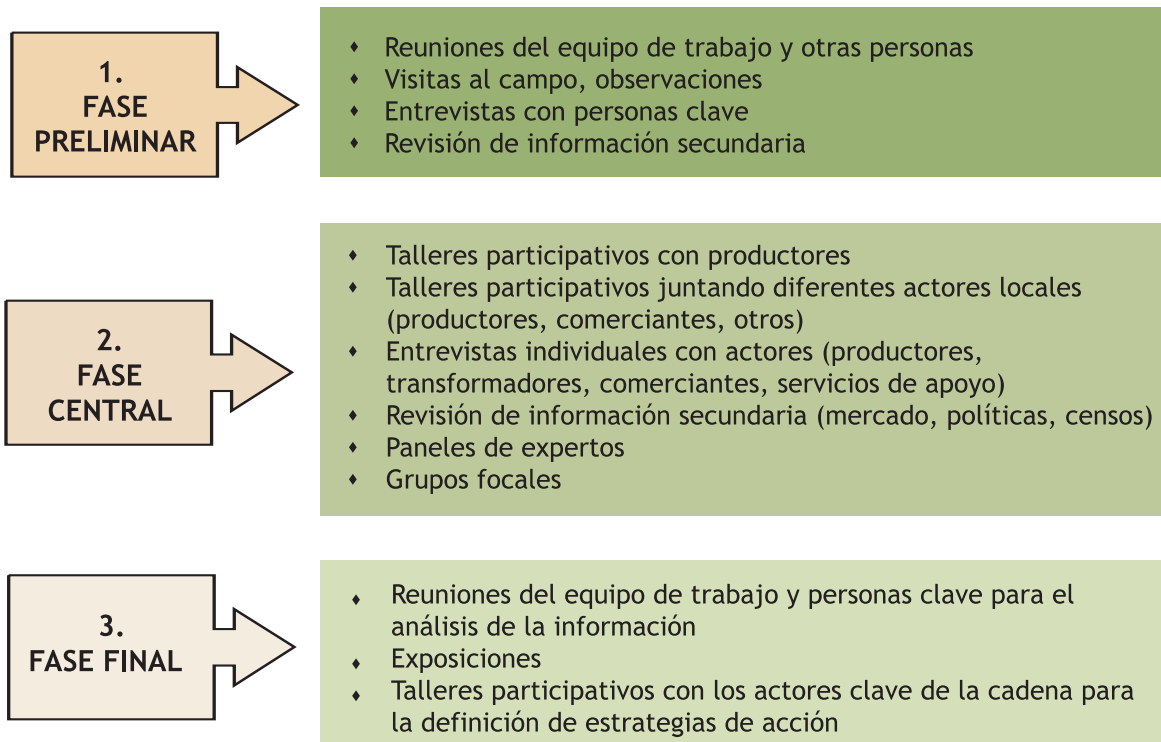 1.
FASE
PRELIMINAR
⬧ Reuniones del equipo de trabajo y otras personas
⬧ Visitas al campo, observaciones
⬧ Entrevistas con personas clave
⬧ Revisión de información secundaria
2.
FASE
CENTRAL
⬧ Talleres participativos con productores
⬧ Talleres participativos juntando diferentes actores locales
(productores, comerciantes, otros)
⬧ Entrevistas individuales con actores (productores,
transformadores, comerciantes, servicios de apoyo)
⬧ Revisión de información secundaria (mercado, políticas, censos)
⬧ Paneles de expertos
⬧ Grupos focales
3.
FASE FINAL
⬧ Reuniones del equipo de trabajo y personas clave para el
análisis de la información
⬧ Exposiciones
⬧ Talleres participativos con los actores clave de la cadena para
la definición de estrategias de acción